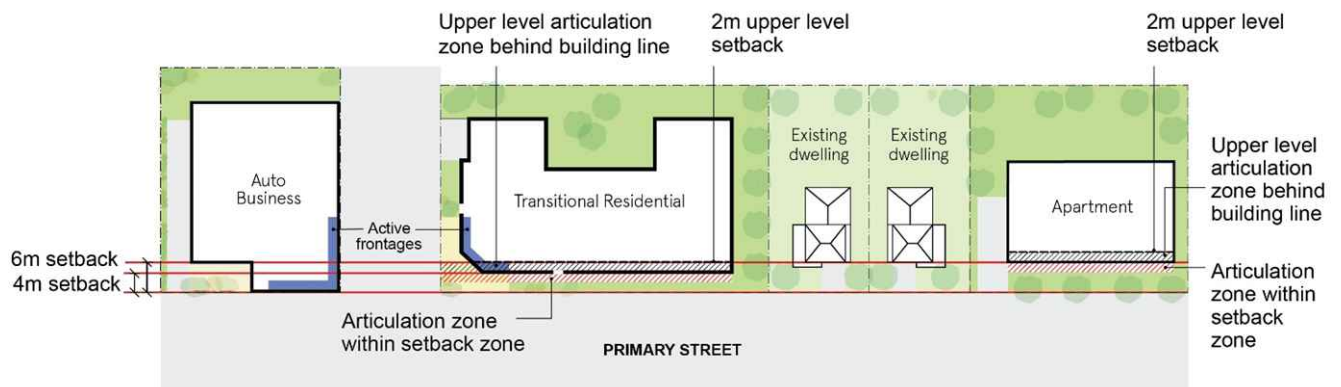 Upper level articulation
zone behind building line
2m upper level
setback
2m upper level
setback
Auto
Business
Active
frontages
Transitional Residential
Existing
dwelling
Existing
dwelling
Apartment
Upper level
articulation
zone behind
building line
6m setback
4m setback
Articulation zone
within setback zone
PRIMARY STREET
Articulation
zone within
setback
zone